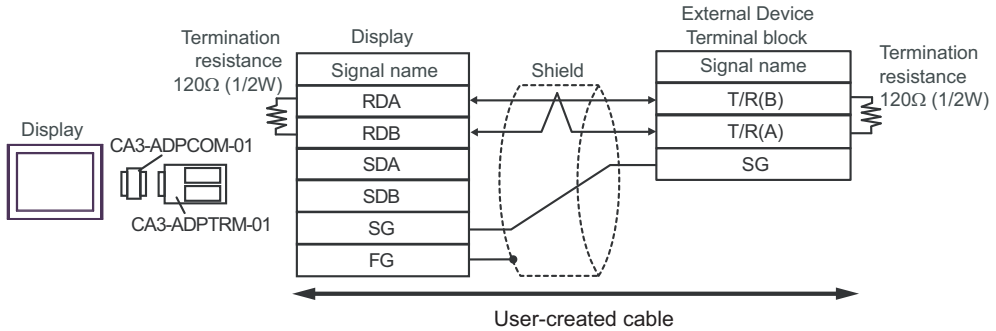 External Device
Terminal block
Termination
resistance
120Ω (1/2W)
Display
Signal name
RDA
RDB
SDA
SDB
SG
FG
Shield
Signal name
T/R(B)
T/R(A)
SG
Termination
resistance
120Ω (1/2W)
Display
CA3-ADPCOM-01
CA3-ADPTRM-01
User-created cable